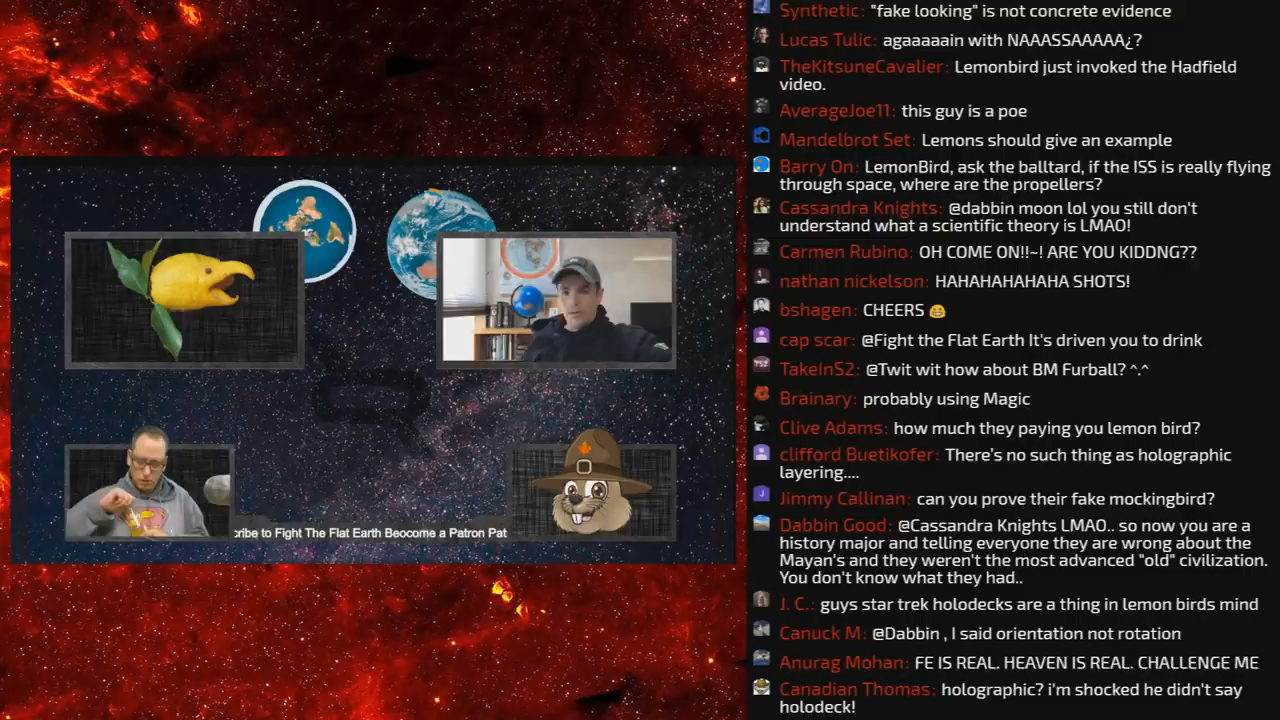 Synthetic: "fake looking" is not concrete evidence
Lucas Tulic: agaaaaain with NAAASSAAAAA¿?
TheKitsuneCavalier: Lemonbird just invoked the Hadfield
video.
AverageJoe11: this guy is a poe
Mandelbrot Set: Lemons should give an example
Barry On: LemonBird, ask the balltard, if the ISS is really flying
through space, where are the propellers?
Cassandra Knights: @dabbin moon lol you still don't
understand what a scientific theory is LMAO!
Carmen Rubino: OH COME ON!!~! ARE YOU KIDDNG??
nathan nickelson: HAHAHAHAHAHA SHOTS!
bshagen: CHEERS 😄
cap scar: @Fight the Flat Earth It's driven you to drink
TakeInS2: @Twit wit how about BM Furball? ^.^
Brainary: probably using Magic
Clive Adams: how much they paying you lemon bird?
clifford Buetikofer: There's no such thing as holographic
layering....
Jimmy Callinan: can you prove their fake mockingbird?
Dabbin Good: @Cassandra Knights LMAO.. so now you are a
history major and telling everyone they are wrong about the
Mayan's and they weren't the most advanced "old" civilization.
You don't know what they had..
J. C.: guys star trek holodecks are a thing in lemon birds mind
Canuck M: @Dabbin , I said orientation not rotation
Anurag Mohan: FE IS REAL. HEAVEN IS REAL. CHALLENGE ME
Canadian Thomas: holographic? i'm shocked he didn't say
holodeck!
cribe to Fight The Flat Earth Beocome a Patron Pat